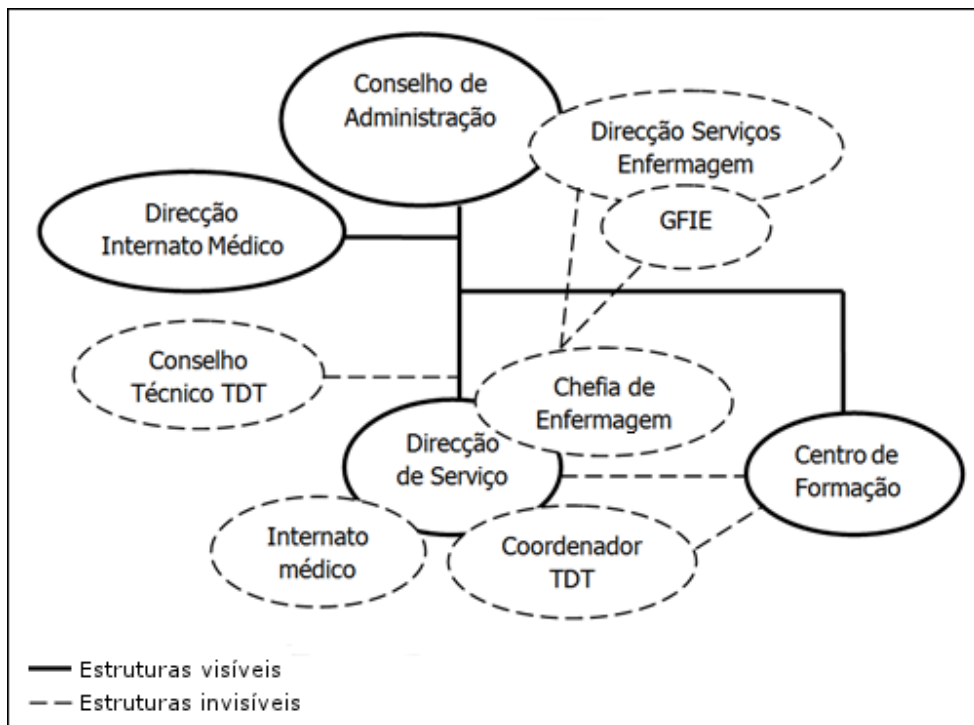 Conselho de
Administração
Direcção Serviços
Enfermagem
GFIE
Direcção
Internato Médico
Conselho
Técnico TDT
Chefia de
Enfermagem
Direcção
de Serviço
Centro de
Formação
Internato
médico
Coordenador
TDT
Estruturas visíveis
Estruturas invisíveis